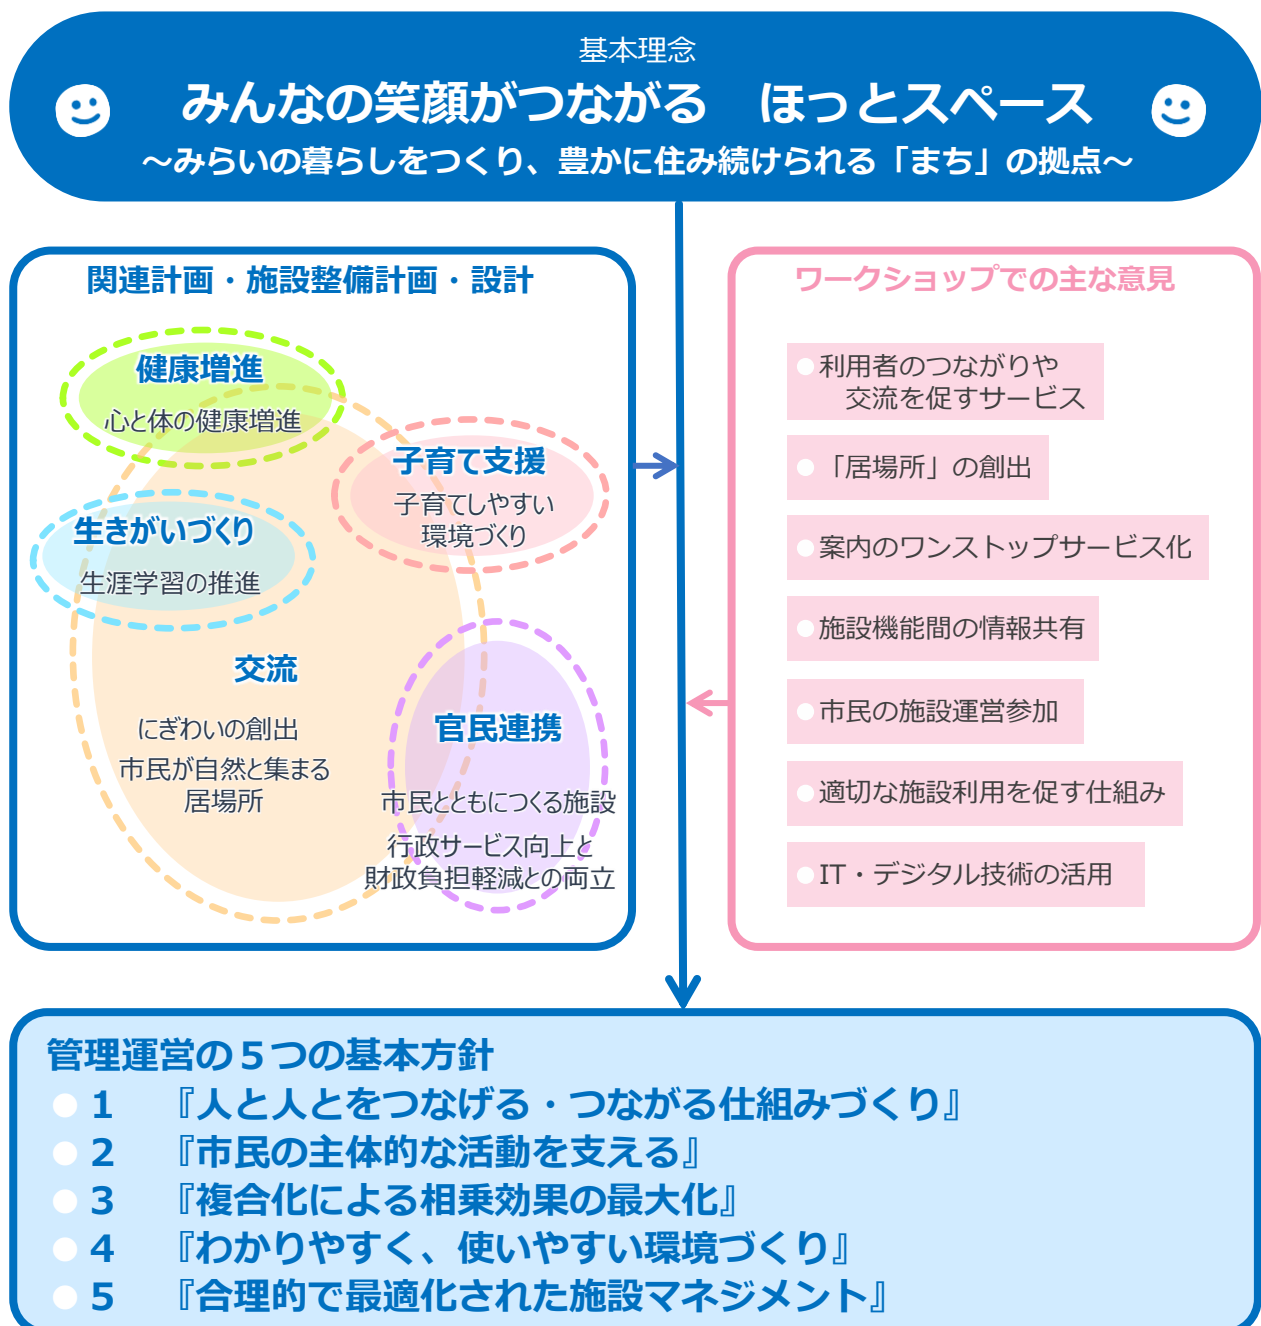 基本理念
みんなの笑顔がつながる　ほっとスペース
～みらいの暮らしをつくり、豊かに住み続けられる「まち」の拠点～
関連計画・施設整備計画・設計
健康増進
心と体の健康増進
子育て支援
子育てしやすい
環境づくり
生きがいづくり
生涯学習の推進
交流
にぎわいの創出
市民が自然と集まる
居場所
官民連携
市民とともにつくる施設
行政サービス向上と
財政負担軽減との両立
ワークショップでの主な意見
●利用者のつながりや
交流を促すサービス
●「居場所」の創出
●案内のワンストップサービス化
●施設機能間の情報共有
●市民の施設運営参加
●適切な施設利用を促す仕組み
●IT・デジタル技術の活用
管理運営の５つの基本方針
●1　『人と人とをつなげる・つながる仕組みづくり』
●2　『市民の主体的な活動を支える』
●3　『複合化による相乗効果の最大化』
●4　『わかりやすく、使いやすい環境づくり』
●5　『合理的で最適化された施設マネジメント』